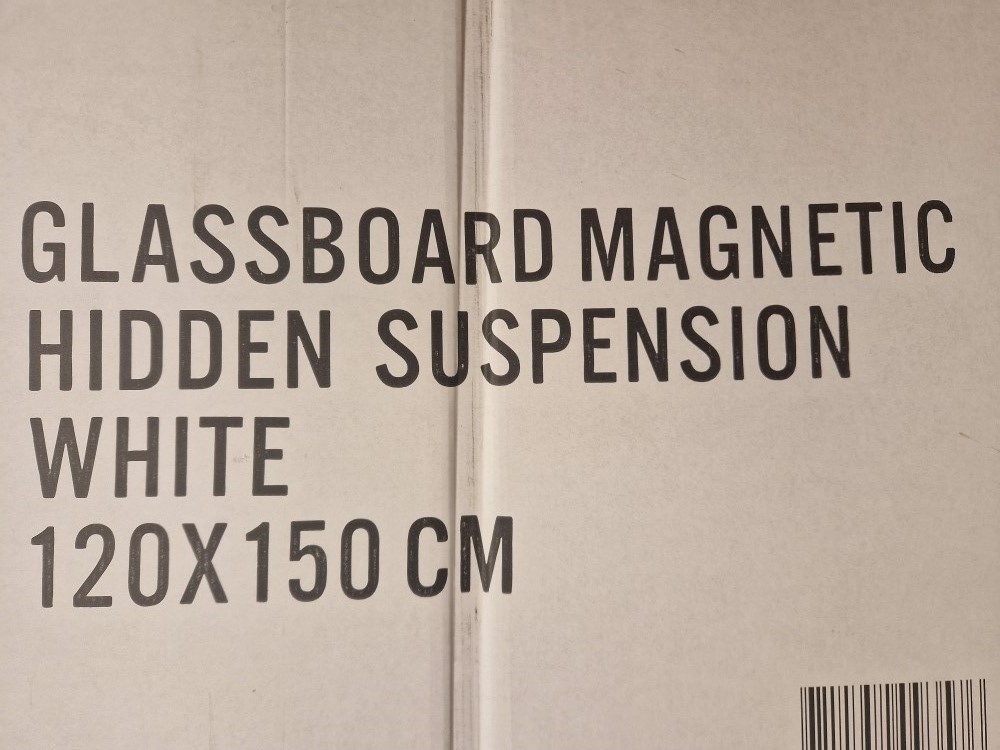 GLASSBOARD MAGNETIC
HIDDEN SUSPENSION
WHITE
120X150 CM